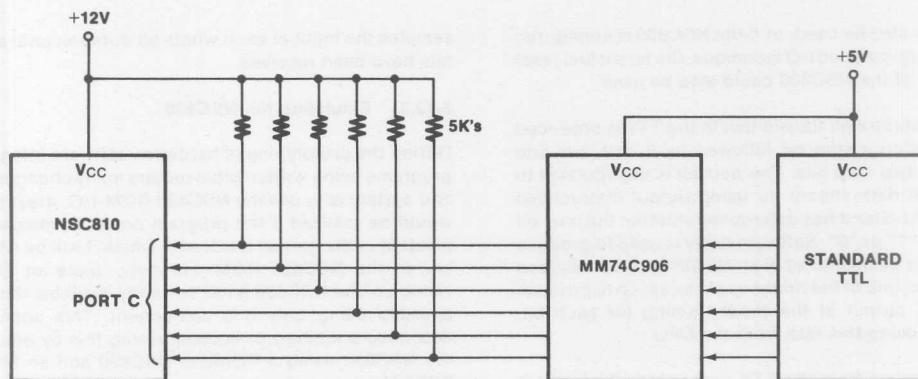 +12V
+5V
5K's
VCC
VCC
VCC
NSC810
PORT C
MM74C906
STANDARD
TTL